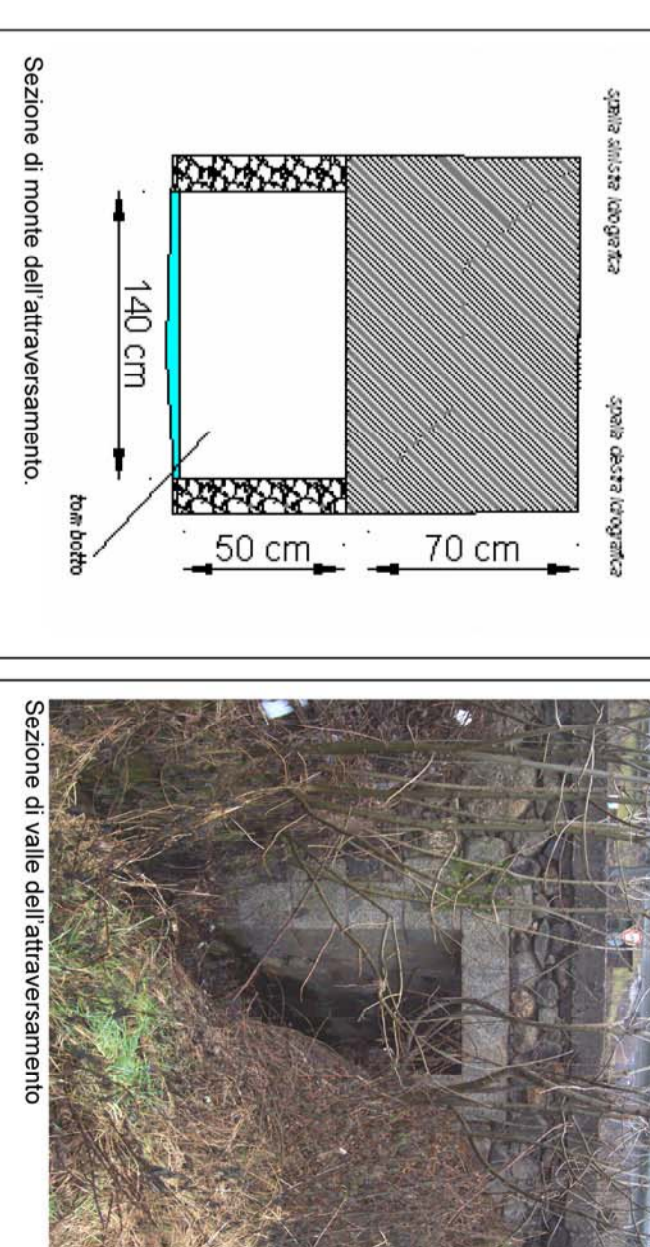 spalla sinistra idrografica
spalla destra idrografica
70 cm
50 cm
140 cm
tombotto
Sezione di monte dell'attraversamento.
Sezione di valle dell'attraversamento